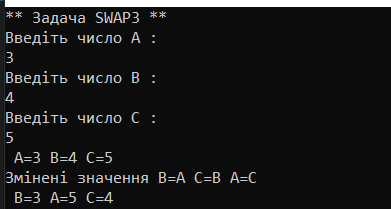 ** Задача SWAP3 **
Введіть число A :
3
Введіть число B :
4
Введіть число C :
5
 A=3 B=4 C=5
Змінені значення B=A C=B A=C
 B=3 A=5 C=4